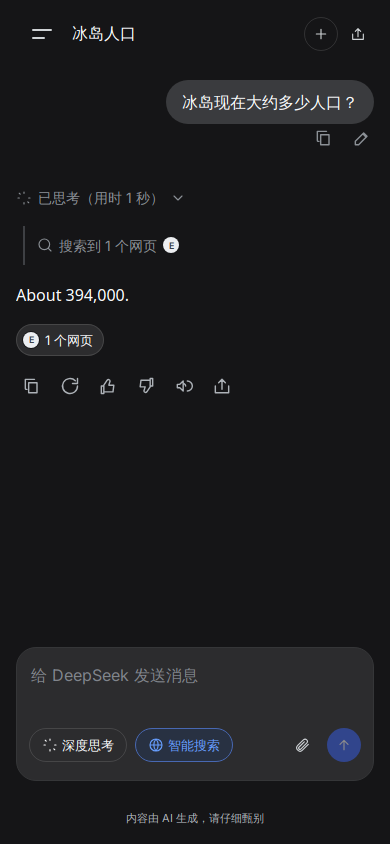 冰岛人口
冰岛现在大约多少人口？
已思考（用时 1 秒）
搜索到 1 个网页 E
About 394,000.
E 1 个网页
给 DeepSeek 发送消息
深度思考 智能搜索
内容由 AI 生成，请仔细甄别